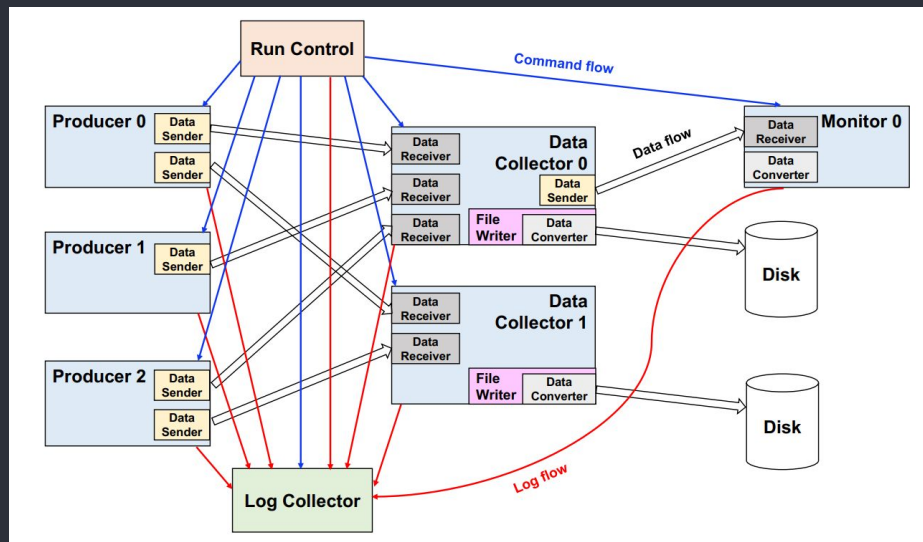 Run Control
Command flow
Producer 0
Data
Sender
Data
Sender
Data
Receiver
Data
Collector 0
Data
Receiver
Data
Sender
Data
Receiver
File
Writer
Data
Converter
Data flow
Monitor 0
Data
Receiver
Data
Converter
Producer 1
Data
Sender
Disk
Data
Receiver
Data
Collector 1
Data
Receiver
File
Writer
Data
Converter
Producer 2
Data
Sender
Data
Sender
Disk
Log flow
Log Collector